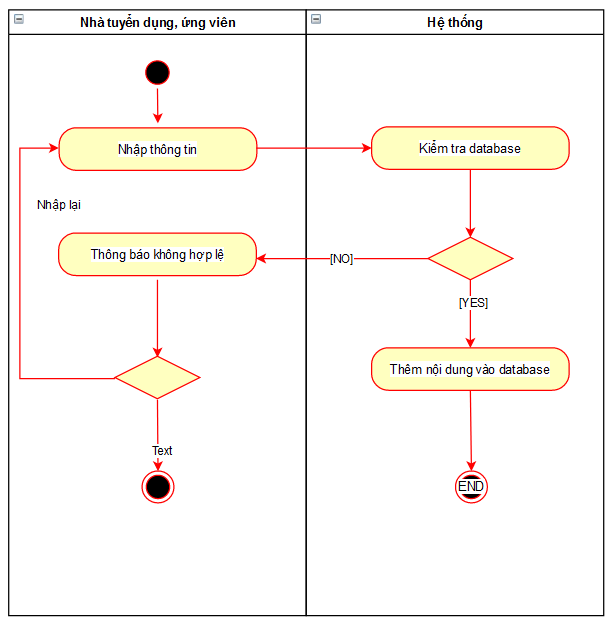 Nhà tuyển dụng, ứng viên
Hệ thống
Nhập thông tin
Kiểm tra database
Nhập lại
Thông báo không hợp lệ
[NO]
[YES]
Thêm nội dung vào database
Text
END